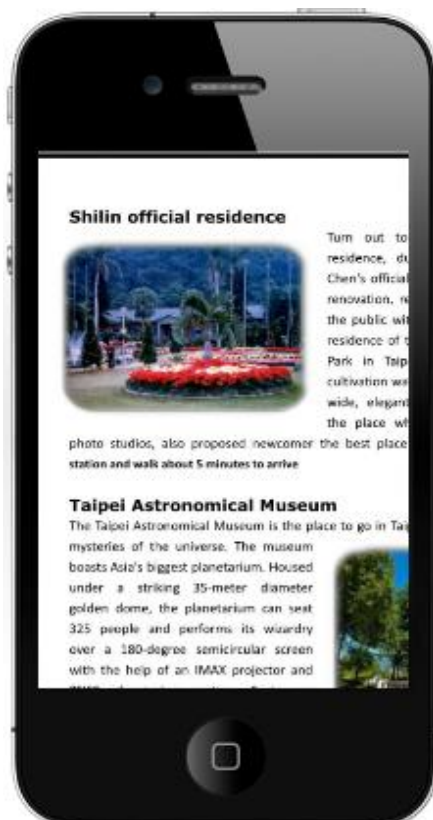 Shilin official residence
Turn out to
residence, du
Chen's official
renovation, re
the public wit
residence of t
Park in Taip
cultivation wa
wide, elegant
the place wh
photo studios, also proposed newcomer the best place
station and walk about 5 minutes to arrive
Taipei Astronomical Museum
The Taipei Astronomical Museum is the place to go in Taip
mysteries of the universe. The museum
boasts Asia's biggest planetarium. Housed
under a striking 35-meter diameter
golden dome, the planetarium can seat
325 people and performs its wizardry
over a 180-degree semicircular screen
with the help of an IMAX projector and